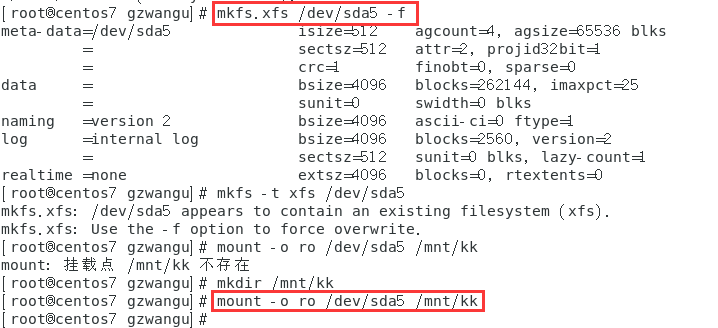 [root@centos7 gzwangu]# mkfs.xfs /dev/sda5 -f
meta-data=/dev/sda5              isize=512    agcount=4, agsize=65536 blks
         =                       sectsz=512   attr=2, projid32bit=1
         =                       crc=1        finobt=0, sparse=0
data     =                       bsize=4096   blocks=262144, imaxpct=25
         =                       sunit=0      swidth=0 blks
naming   =version 2              bsize=4096   ascii-ci=0 ftype=1
log      =internal log           bsize=4096   blocks=2560, version=2
         =                       sectsz=512   sunit=0 blks, lazy-count=1
realtime =none                   extsz=4096   blocks=0, rtextents=0
[root@centos7 gzwangu]# mkfs -t xfs /dev/sda5
mkfs.xfs: /dev/sda5 appears to contain an existing filesystem (xfs).
mkfs.xfs: Use the -f option to force overwrite.
[root@centos7 gzwangu]# mount -o ro /dev/sda5 /mnt/kk
mount: 挂载点 /mnt/kk 不存在
[root@centos7 gzwangu]# mkdir /mnt/kk
[root@centos7 gzwangu]# mount -o ro /dev/sda5 /mnt/kk
[root@centos7 gzwangu]#